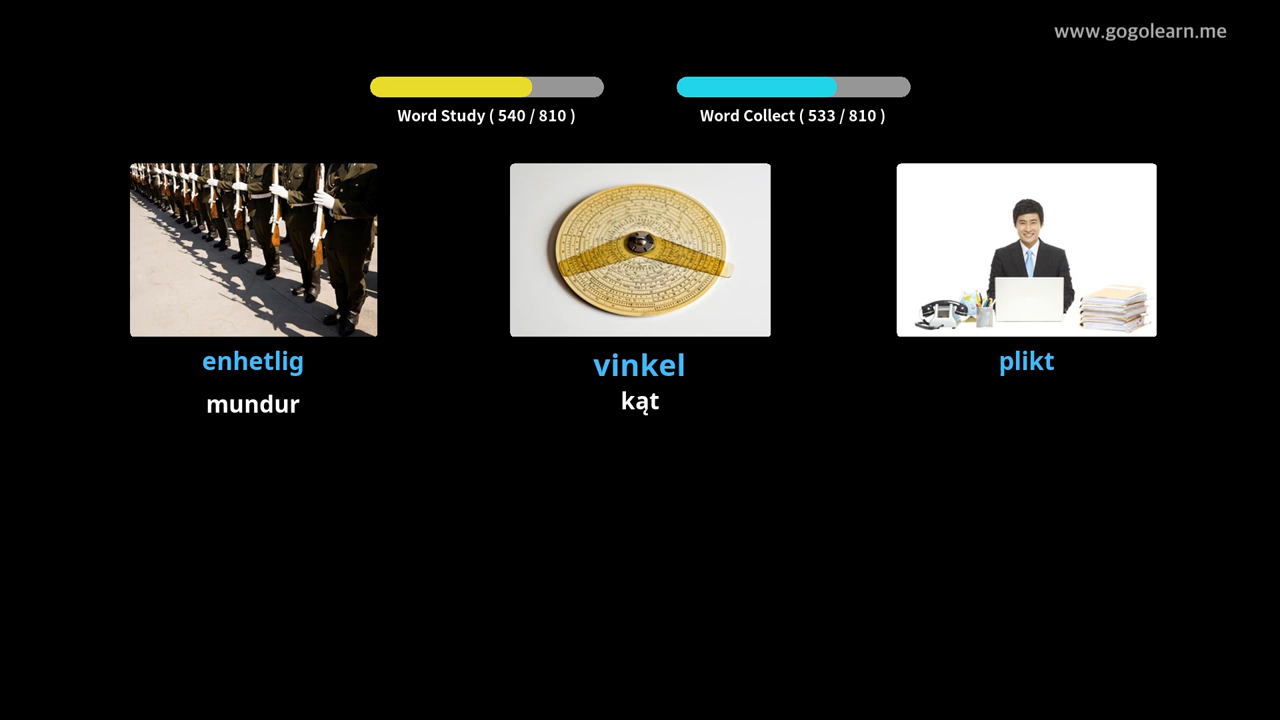 www.gogolearn.me
Word Study ( 540 / 810 )
Word Collect ( 533 / 810 )
enhetlig
mundur
vinkel
kąt
plikt